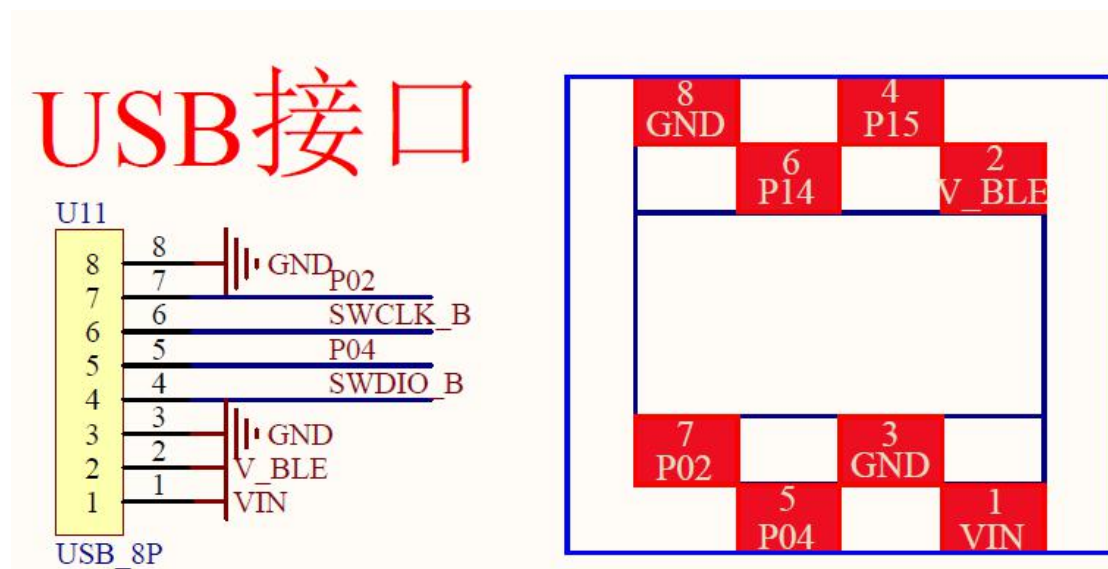 USB接口
U11
8 8 GND
7 7 P02
6 6 SWCLK_B
5 5 P04
4 4 SWDIO_B
3 3 GND
2 2 V_BLE
1 1 VIN
USB_8P
8 4
GND P15
6 2
P14 V_BLE
7 3
P02 GND
5 1
P04 VIN